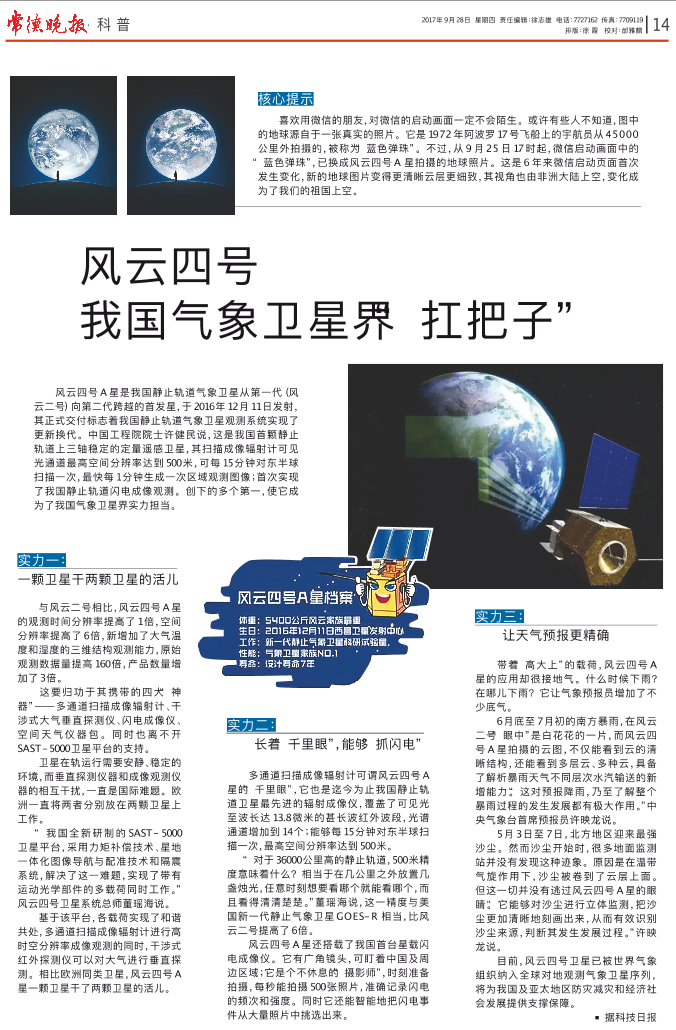 常德晚报·科普
2017年9月28日 星期四 责任编辑:徐志雄 电话:7727162 传真:7709119
排版:徐霞 校对:邰雅麟
14
核心提示
喜欢用微信的朋友,对微信的启动画面一定不会陌生。或许有些人不知道,图中
的地球源自于一张真实的照片。它是1972年阿波罗17号飞船上的宇航员从45000
公里外拍摄的,被称为“蓝色弹珠”。不过,从9月25日17时起,微信启动画面中的
“蓝色弹珠”,已换成风云四号A星拍摄的地球照片。这是6年来微信启动页面首次
发生变化,新的地球图片变得更清晰云层更细致,其视角也由非洲大陆上空,变化成
为了我们的祖国上空。
风云四号
我国气象卫星界“扛把子”
风云四号A星是我国静止轨道气象卫星从第一代(风
云二号)向第二代跨越的首发星,于2016年12月11日发射,
其正式交付标志着我国静止轨道气象卫星观测系统实现了
更新换代。中国工程院院士许健民说,这是我国首颗静止
轨道上三轴稳定的定量遥感卫星,其扫描成像辐射计可见
光通道最高空间分辨率达到500米,可每15分钟对东半球
扫描一次,最快每1分钟生成一次区域观测图像;首次实现
了我国静止轨道闪电成像观测。创下的多个第一,使它成
为了我国气象卫星界实力担当。
实力一:
一颗卫星干两颗卫星的活儿
与风云二号相比,风云四号A星
的观测时间分辨率提高了1倍,空间
分辨率提高了6倍,新增加了大气温
度和湿度的三维结构观测能力,原始
观测数据量提高160倍,产品数量增
加了3倍。
这要归功于其携带的四大“神
器”——多通道扫描成像辐射计、干
涉式大气垂直探测仪、闪电成像仪、
空间天气仪器包。同时也离不开
SAST-5000卫星平台的支持。
卫星在轨运行需要安静、稳定的
环境,而垂直探测仪器和成像观测仪
器的相互干扰,一直是国际难题。欧
洲一直将两者分别放在两颗卫星上
工作。
“我国全新研制的SAST-5000
卫星平台,采用力矩补偿技术、星地
一体化图像导航与配准技术和隔震
系统,解决了这一难题,实现了带有
运动光学部件的多载荷同时工作。”
风云四号卫星系统总师董瑶海说。
基于该平台,各载荷实现了和谐
共处,多通道扫描成像辐射计进行高
时空分辨率成像观测的同时,干涉式
红外探测仪可以对大气进行垂直探
测。相比欧洲同类卫星,风云四号A
星一颗卫星干了两颗卫星的活儿。
风云四号A星档案
体重:5400公斤风云家族最重
生日:2016年12月11日西昌卫星发射中心
工作:新一代静止气象卫星科研试验星。
性能:气象卫星家族NO.1
寿命:设计寿命7年
实力二:
长着“千里眼”,能够“抓闪电”
多通道扫描成像辐射计可谓风云四号A
星的“千里眼”,它也是迄今为止我国静止轨
道卫星最先进的辐射成像仪,覆盖了可见光
至波长达13.8微米的甚长波红外波段,光谱
通道增加到14个;能够每15分钟对东半球扫
描一次,最高空间分辨率达到500米。
“对于36000公里高的静止轨道,500米精
度意味着什么?相当于在几公里之外放置几
盏烛光,任意时刻想要看哪个就能看哪个,而
且看得清清楚楚。”董瑶海说,这一精度与美
国新一代静止气象卫星GOES-R相当,比风
云二号提高了6倍。
风云四号A星还搭载了我国首台星载闪
电成像仪。它有广角镜头,可盯着中国及周
边区域;它是个不休息的“摄影师”,时刻准备
拍摄,每秒能拍摄500张照片,准确记录闪电
的频次和强度。同时它还能智能地把闪电事
件从大量照片中挑选出来。
实力三:
让天气预报更精确
带着“高大上”的载荷,风云四号A
星的应用却很接地气。什么时候下雨?
在哪儿下雨?它让气象预报员增加了不
少底气。
6月底至7月初的南方暴雨,在风云
二号“眼中”是白花花的一片,而风云四
号A星拍摄的云图,不仅能看到云的清
晰结构,还能看到多层云、多种云,具备
了解析暴雨天气不同层次水汽输送的新
增能力。“这对预报降雨,乃至了解整个
暴雨过程的发生发展都有极大作用。”中
央气象台首席预报员许映龙说。
5月3日至7日,北方地区迎来最强
沙尘。然而沙尘开始时,很多地面监测
站并没有发现这种迹象。原因是在温带
气旋作用下,沙尘被卷到了云层上面。
但这一切并没有逃过风云四号A星的眼
睛。“它能够对沙尘进行立体监测,把沙
尘更加清晰地刻画出来,从而有效识别
沙尘来源,判断其发生发展过程。”许映
龙说。
目前,风云四号卫星已被世界气象
组织纳入全球对地观测气象卫星序列,
将为我国及亚太地区防灾减灾和经济社
会发展提供支撑保障。
■ 据科技日报